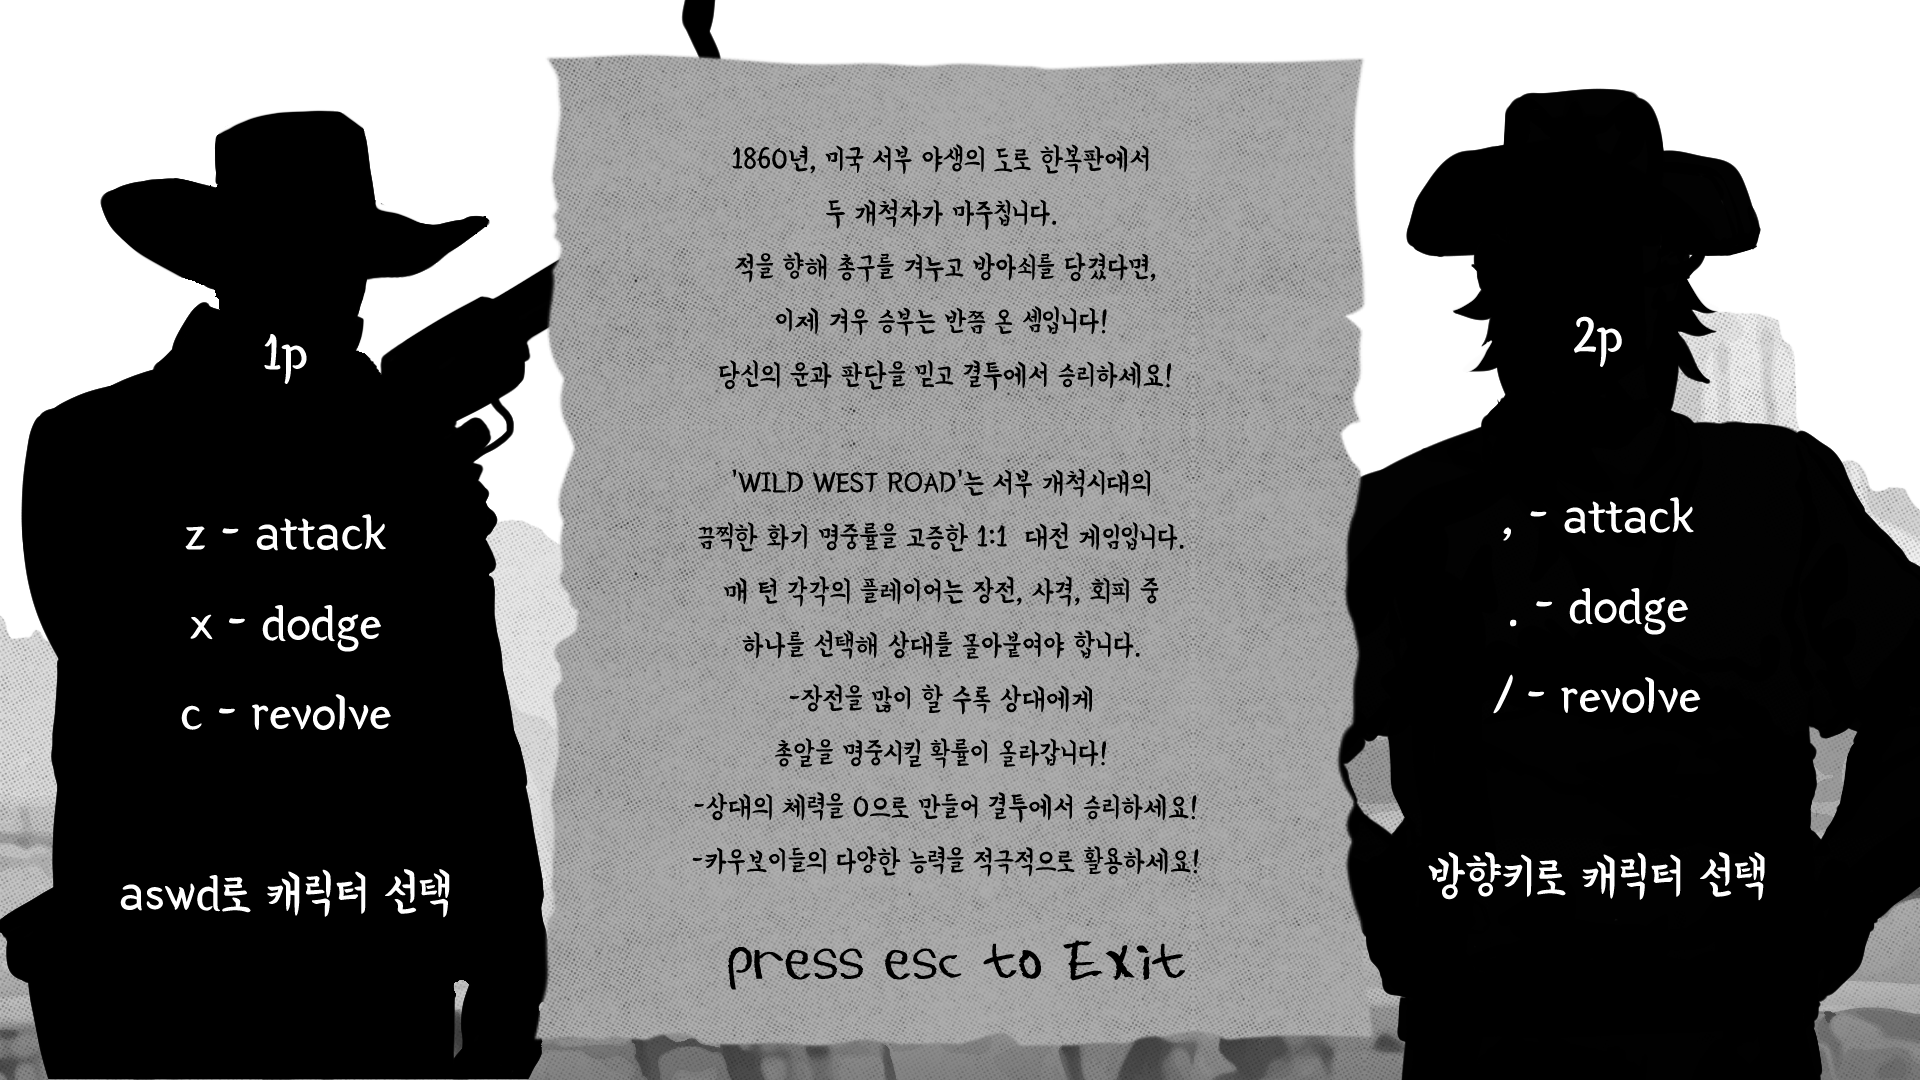 1p
z - attack
x - dodge
c - revolve
aswd로 캐릭터 선택
1860년, 미국 서부 야생의 도로 한복판에서
두 개척자가 마주칩니다.
적을 향해 총구를 겨누고 방아쇠를 당겼다면,
이제 겨우 승부는 반쯤 온 셈입니다!
당신의 운과 판단을 믿고 결투에서 승리하세요!
'WILD WEST ROAD'는 서부 개척시대의
끔찍한 화기 명중률을 고증한 1:1 대전 게임입니다.
매 턴 각각의 플레이어는 장전, 사격, 회피 중
하나를 선택해 상대를 몰아붙여야 합니다.
-장전을 많이 할 수록 상대에게
총알을 명중시킬 확률이 올라갑니다!
-상대의 체력을 0으로 만들어 결투에서 승리하세요!
-카우보이들의 다양한 능력을 적극적으로 활용하세요!
press esc to Exit
2p
, - attack
. - dodge
/ - revolve
방향키로 캐릭터 선택